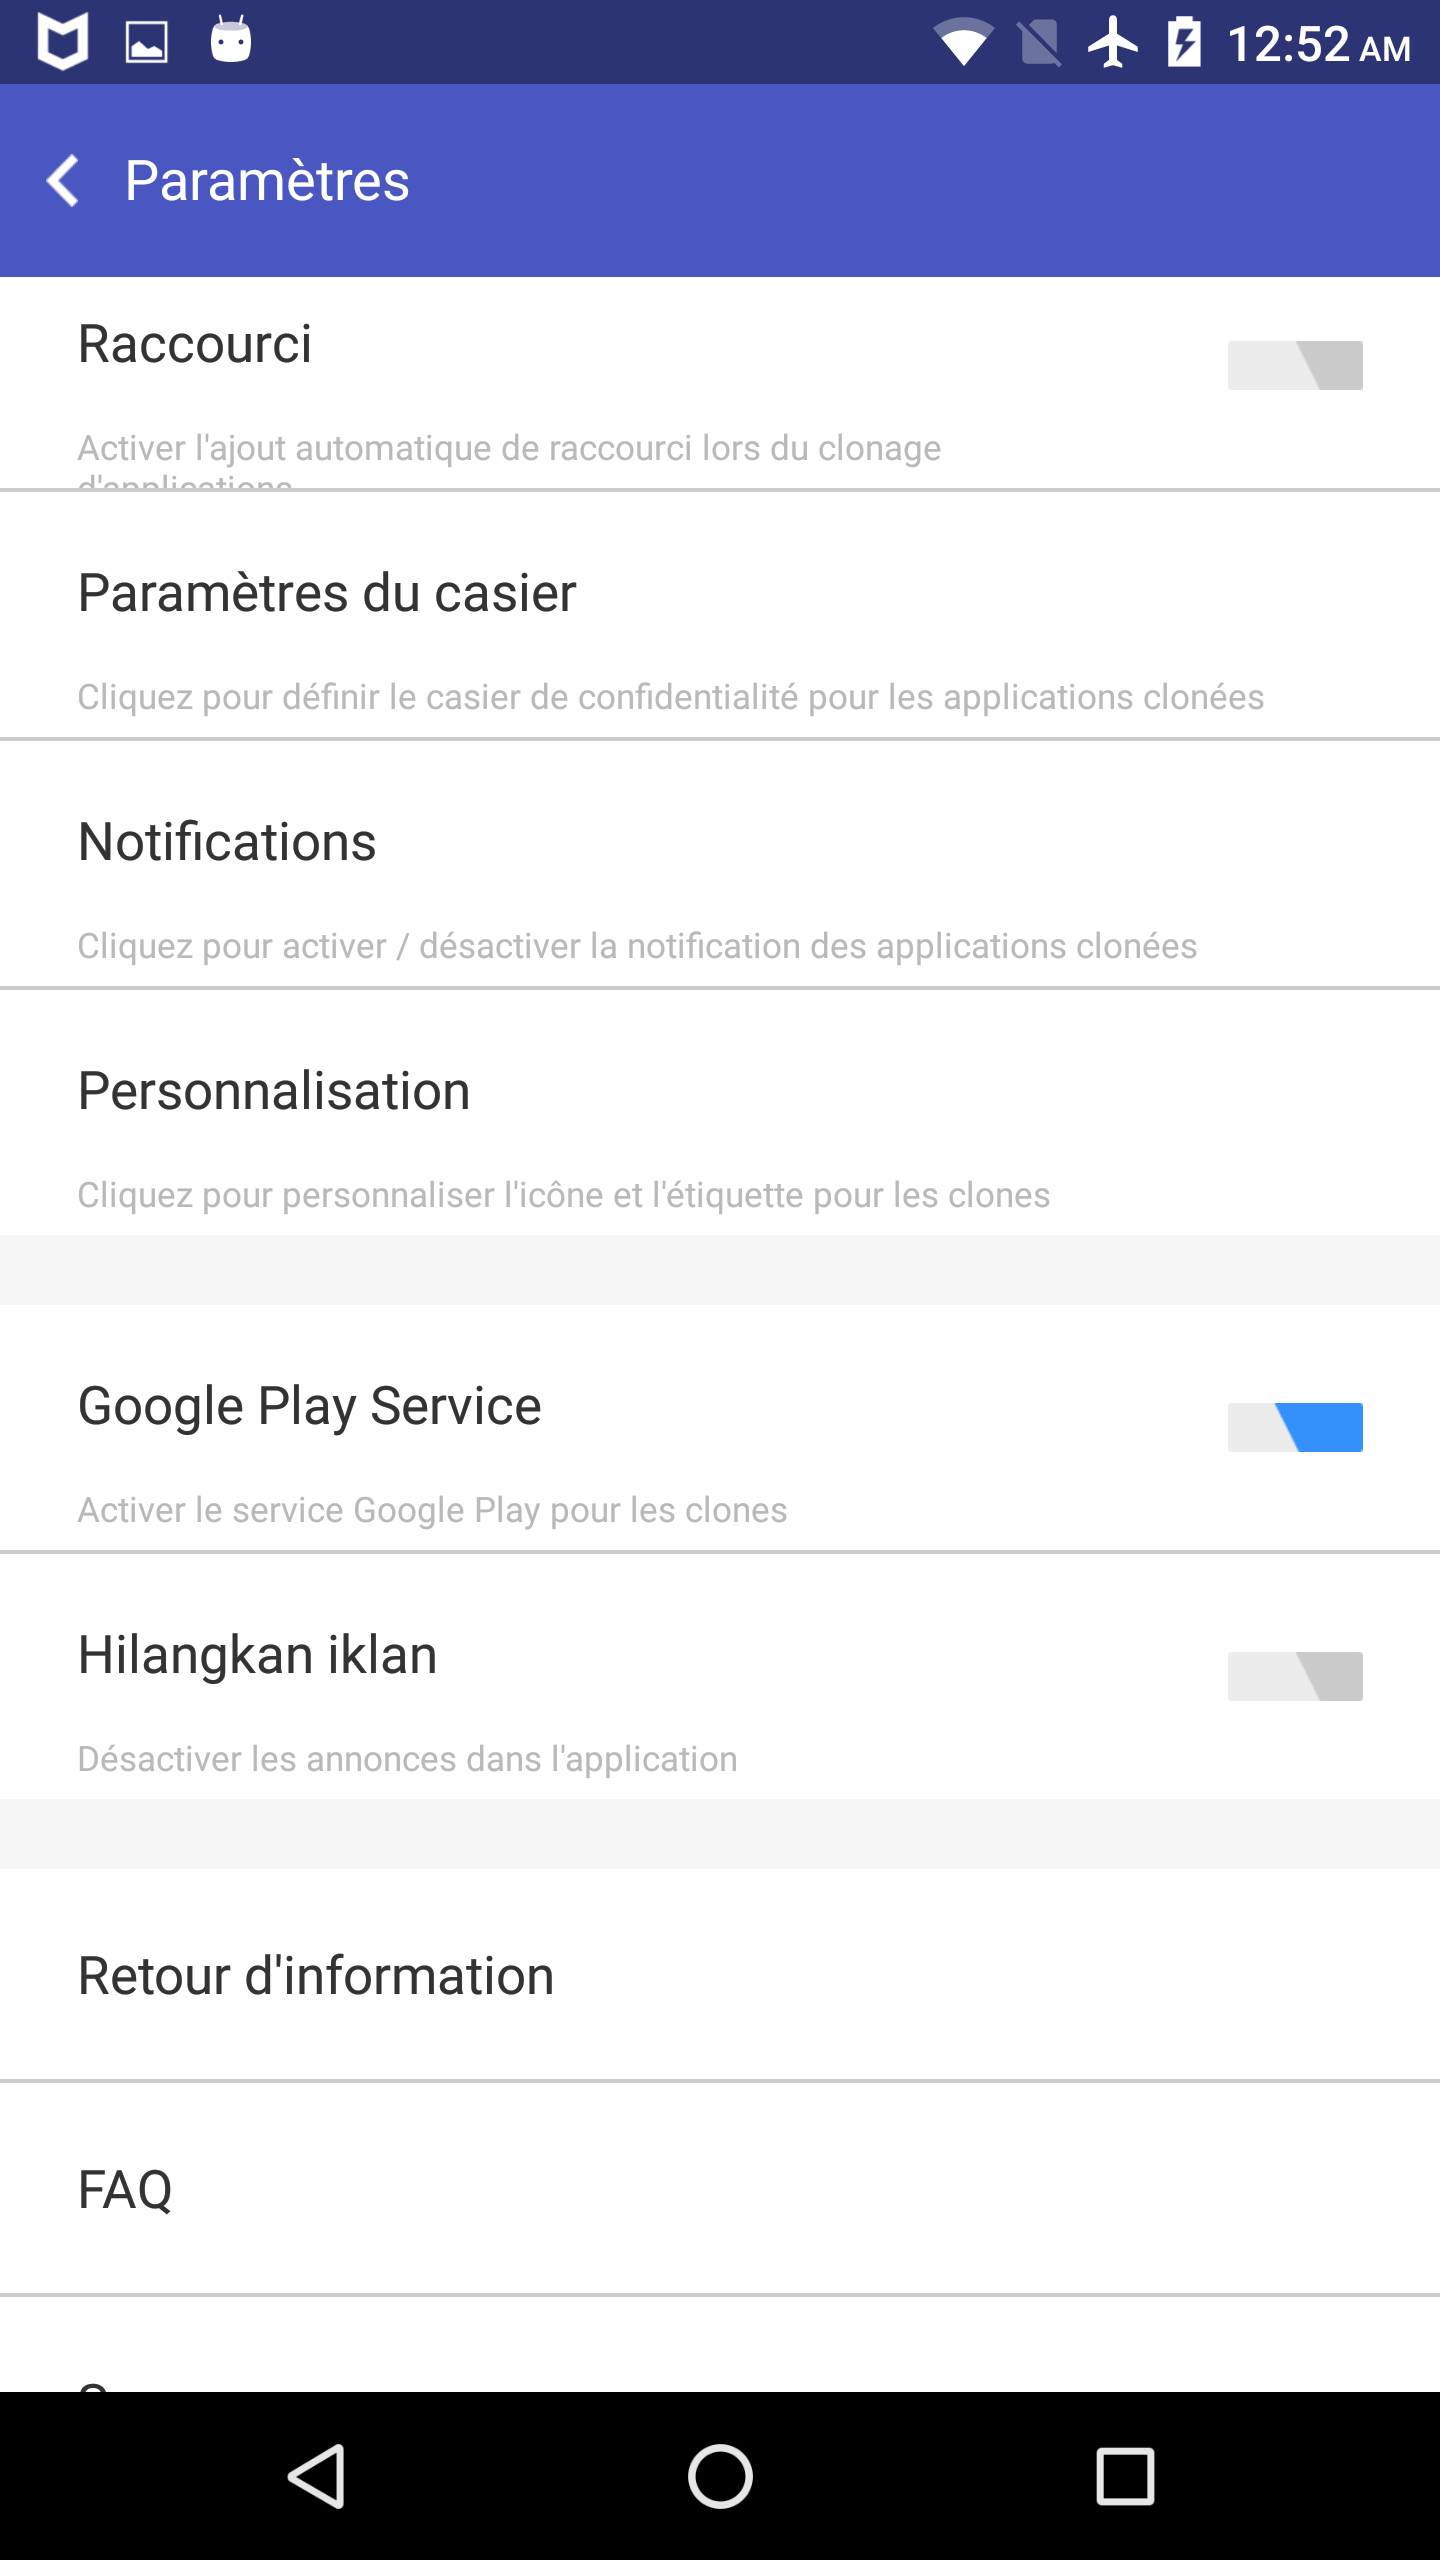 12:52 AM
Paramètres
Raccourci
Activer l'ajout automatique de raccourci lors du clonage
d'applications
Paramètres du casier
Cliquez pour définir le casier de confidentialité pour les applications clonées
Notifications
Cliquez pour activer / désactiver la notification des applications clonées
Personnalisation
Cliquez pour personnaliser l'icône et l'étiquette pour les clones
Google Play Service
Activer le service Google Play pour les clones
Hilangkan iklan
Désactiver les annonces dans l'application
Retour d'information
FAQ